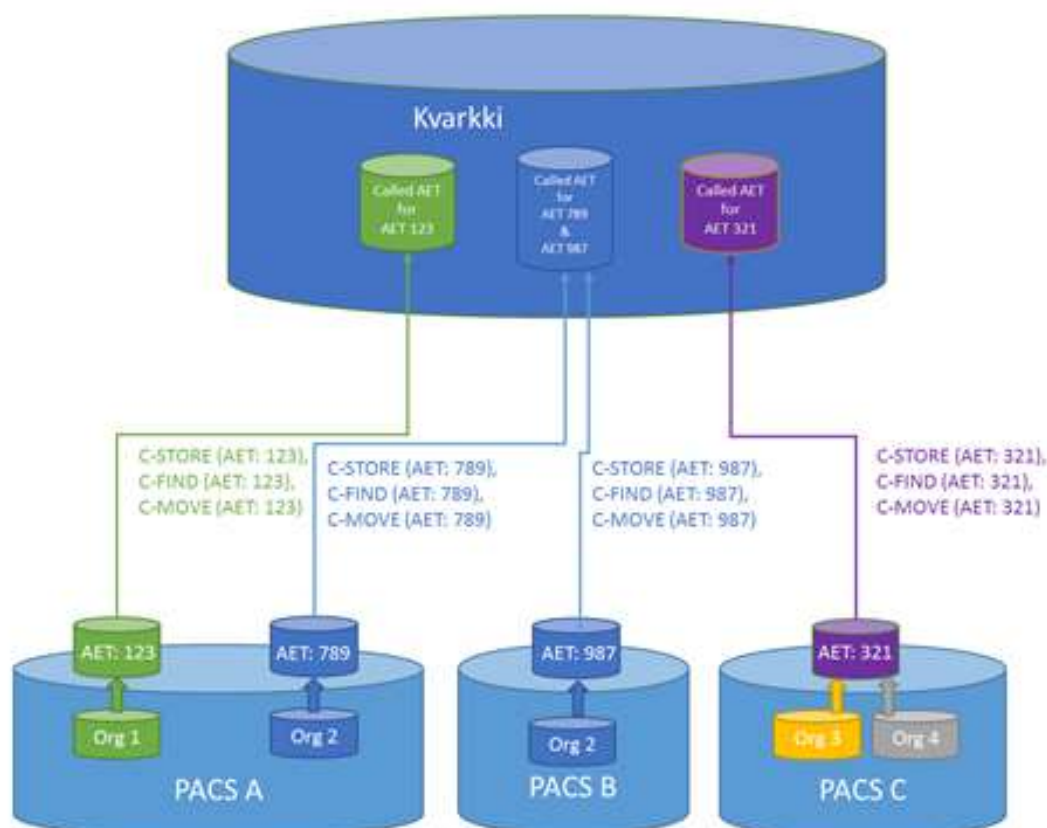 Kvarkki
Called AET
for
AET 123
Called AET
for
AET 789
&
AET 987
Called AET
for
AET 321
C-STORE (AET: 123),
C-FIND (AET: 123),
C-MOVE (AET: 123)
C-STORE (AET: 789),
C-FIND (AET: 789),
C-MOVE (AET: 789)
C-STORE (AET: 987),
C-FIND (AET: 987),
C-MOVE (AET: 987)
C-STORE (AET: 321),
C-FIND (AET: 321),
C-MOVE (AET: 321)
AET: 123
AET: 789
AET: 987
AET: 321
Org 1
Org 2
Org 2
Org 3
Org 4
PACS A
PACS B
PACS C